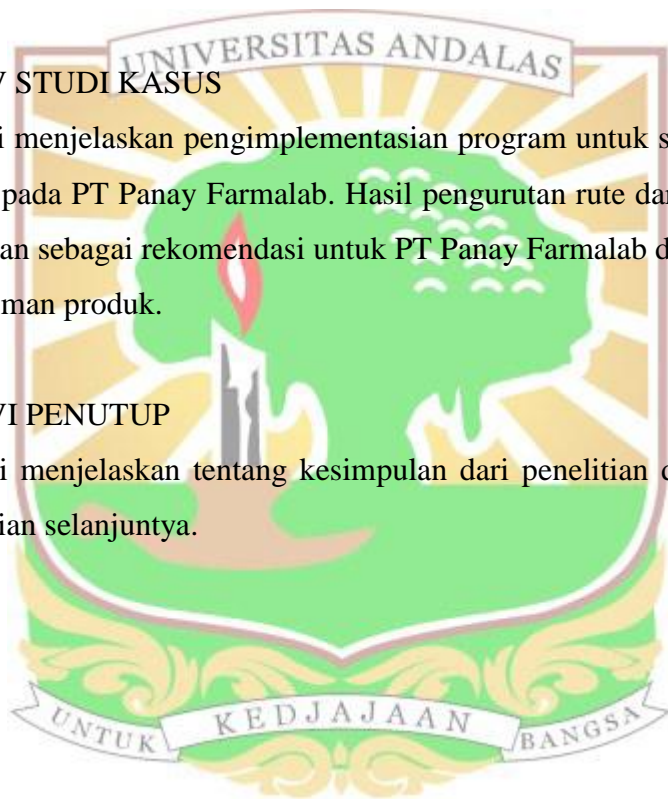 UNIVERSITAS ANDALAS
V STUDI KASUS
i menjelaskan pengimplementasian program untuk s
pada PT Panay Farmalab. Hasil pengurutan rute dar
an sebagai rekomendasi untuk PT Panay Farmalab d
man produk.
VI PENUTUP
i menjelaskan tentang kesimpulan dari penelitian d
ian selanjuntya.
UNTUK KEDJAJAAN BANGSA